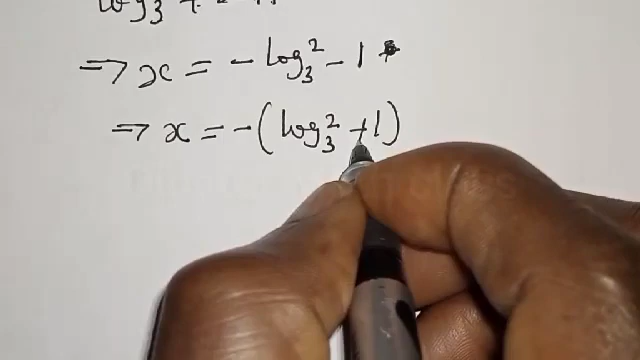 ⇒ x = - log₃² - 1
⇒ x = - (log₃² + 1)